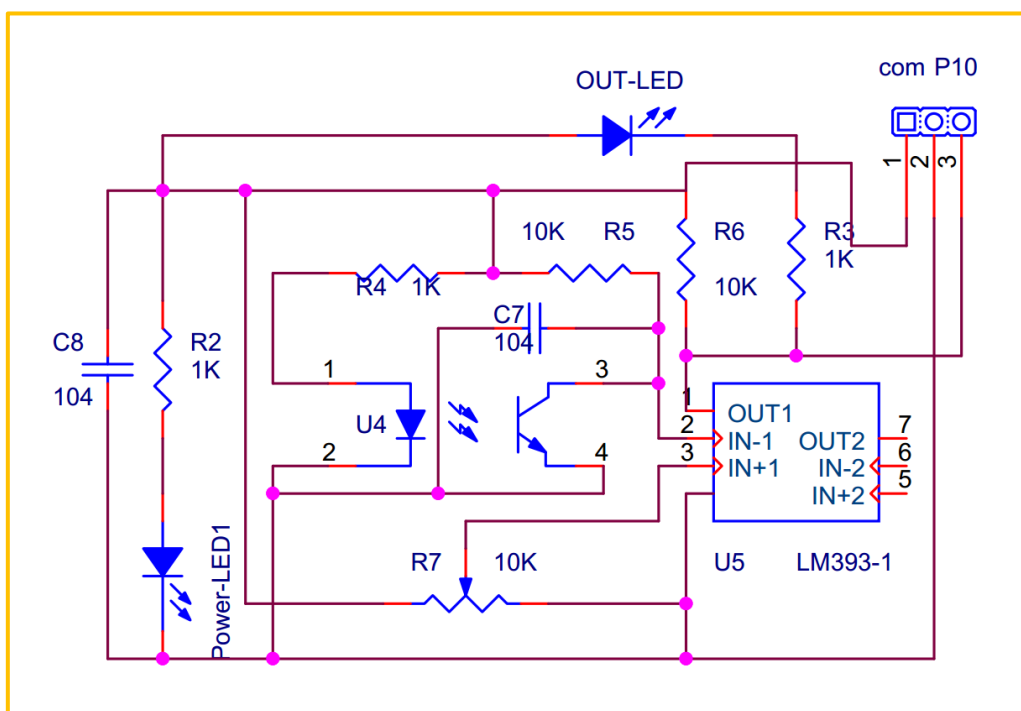 com P10
OUT-LED
1
2
3
10K
R5
R6
R3
1K
10K
R4
1K
C7
104
C8
104
R2
1K
1
3
U4
2
4
1
OUT1
2
IN-1
OUT2
7
3
IN+1
IN-2
6
IN+2
5
R7
10K
U5
LM393-1
Power-LED1